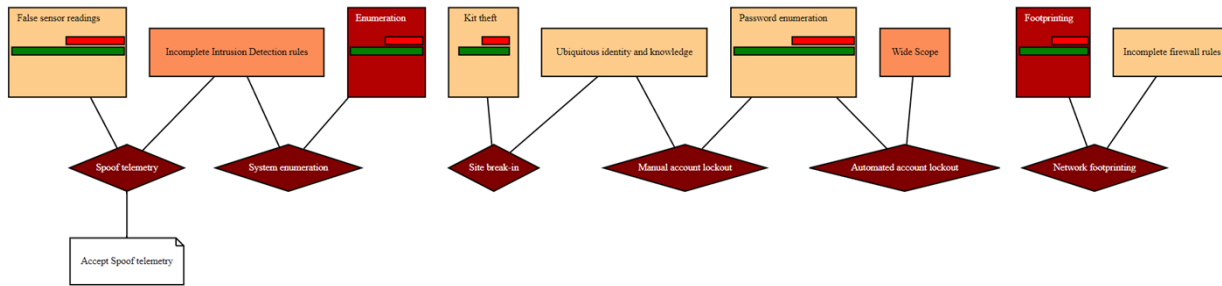 False sensor readings
Incomplete Intrusion Detection rules
Enumeration
Kit theft
Ubiquitous identity and knowledge
Password enumeration
Wide Scope
Footprinting
Incomplete firewall rules
Spoof telemetry
System enumeration
Site break-in
Manual account lockout
Automated account lockout
Network footprinting
Accept Spoof telemetry